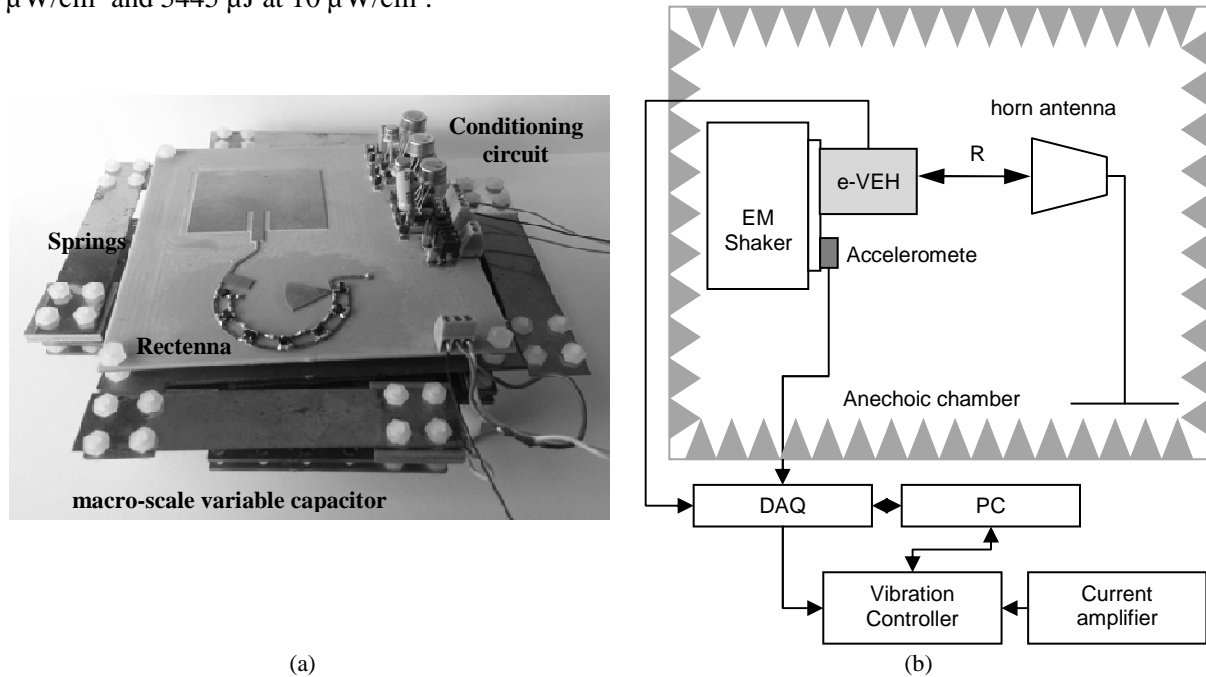 µW/cm² and 3445 µJ at 10 µW/cm².
Conditioning
circuit
Springs
Rectenna
macro-scale variable capacitor
(a)
horn antenna
R
e-VEH
EM
Shaker
Acceleromete
Anechoic chamber
DAQ
PC
Vibration
Controller
Current
amplifier
(b)